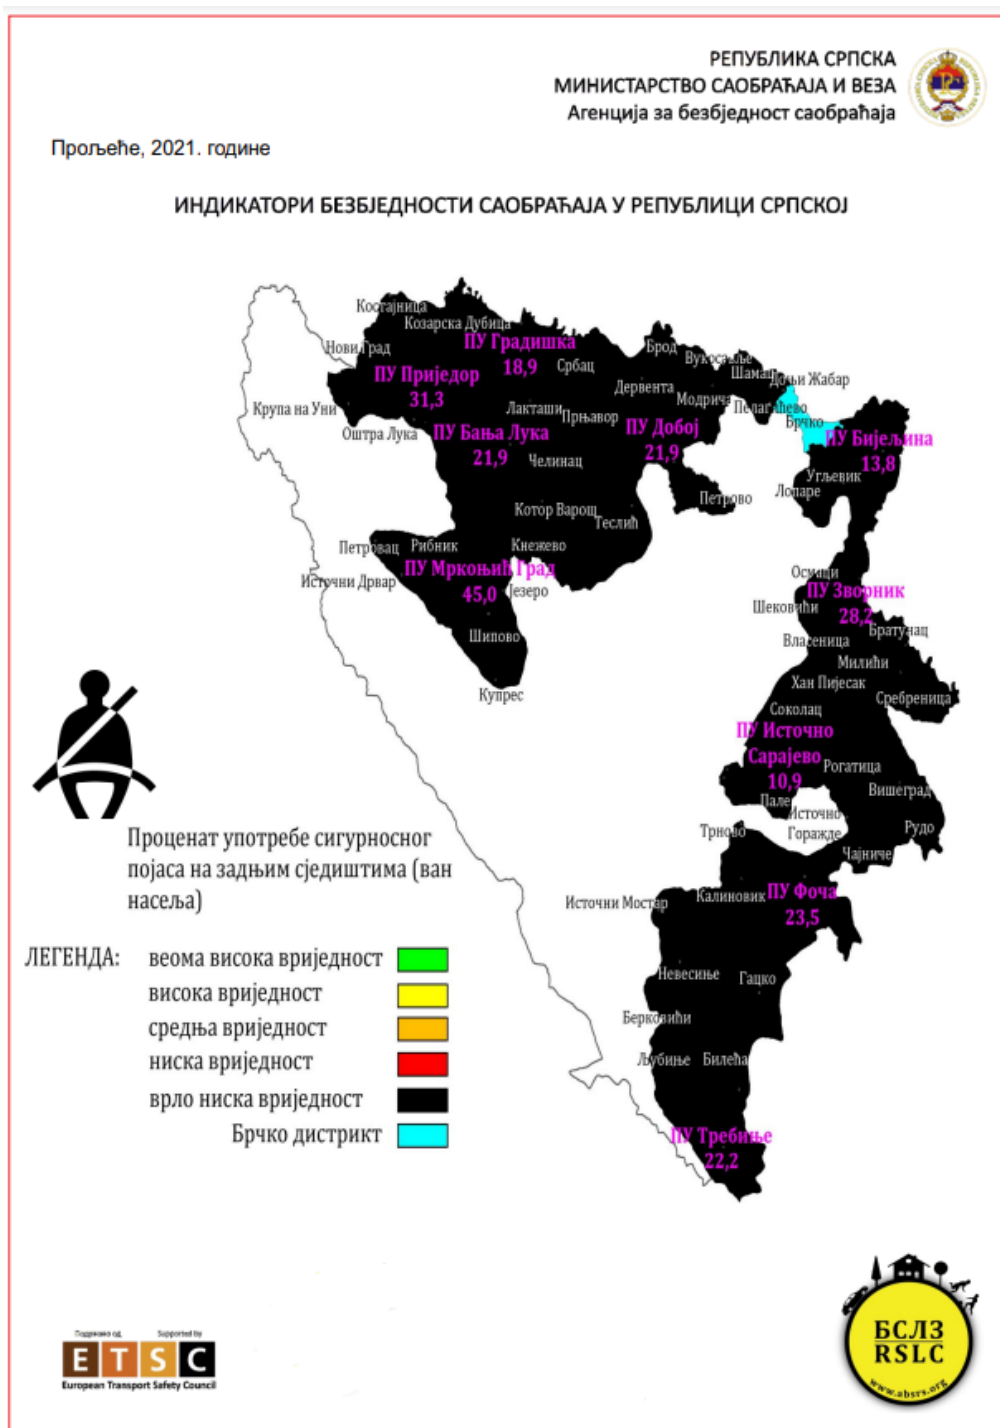 РЕПУБЛИКА СРПСКА
МИНИСТАРСТВО САОБРАЋАЈА И ВЕЗА
Агенција за безбједност саобраћаја
Прољеће, 2021. године
ИНДИКАТОРИ БЕЗБЈЕДНОСТИ САОБРАЋАЈА У РЕПУБЛИЦИ СРПСКОЈ
Костајница
Козарска Дубица
Нови Град
ПУ Градишка
18,9
Србац
Брод
Вукосавље
Шамац
Доњи Жабар
ПУ Приједор
31,3
Дервента
Модрича
Пелагићево
Брчко
Крупа на Уни
Оштра Лука
Лакташи
Прњавор
ПУ Бања Лука
21,9
ПУ Добој
21,9
ПУ Бијељина
13,8
Челинац
Угљевик
Лопаре
Петрово
Котор Варош
Теслић
Петровац
Рибник
Кнежево
Источни Дрвар
ПУ Мркоњић Град
45,0
Језеро
Осмаци
ПУ Зворник
28,2
Шековићи
Братунац
Власеница
Шипово
Милићи
Хан Пијесак
Купрес
Сребреница
Соколац
ПУ Источно
Сарајево
10,9
Рогатица
Вишеград
Пале
Источно
Горажде
Рудо
Трново
Чајниче
Проценат употребе сигурносног
појаса на задњим сједиштима (ван
насеља)
Калиновик
ПУ Фоча
23,5
Источни Мостар
Невесиње
Гацко
Берковићи
Љубиње
Билећа
ПУ Требиње
22,2
ЛЕГЕНДА:
веома висока вриједност
висока вриједност
средња вриједност
ниска вриједност
врло ниска вриједност
Брчко дистрикт
Подржано од Supported by
ETSC
European Transport Safety Council
БСЛЗ
RSLC
www.absrs.org